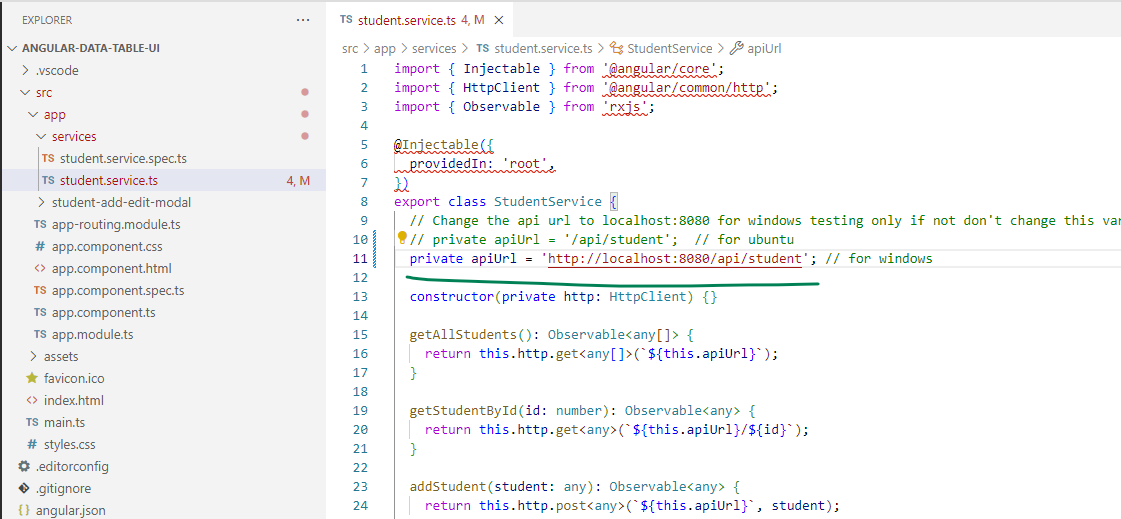 EXPLORER
ANGULAR-DATA-TABLE-UI
.vscode
src
app
services
TS student.service.spec.ts
TS student.service.ts 4, M
student-add-edit-modal
TS app-routing.module.ts
# app.component.css
<> app.component.html
TS app.component.spec.ts
TS app.component.ts
TS app.module.ts
assets
favicon.ico
<> index.html
TS main.ts
# styles.css
.editorconfig
.gitignore
{} angular.json
TS student.service.ts 4, M
src > app > services > TS student.service.ts > StudentService > apiUrl
1 import { Injectable } from '@angular/core';
2 import { HttpClient } from '@angular/common/http';
3 import { Observable } from 'rxjs';
4
5 @Injectable({
6 providedIn: 'root',
7 })
8 export class StudentService {
9 // Change the api url to localhost:8080 for windows testing only if not don't change this var
10 // private apiUrl = '/api/student'; // for ubuntu
11 private apiUrl = 'http://localhost:8080/api/student'; // for windows
12
13 constructor(private http: HttpClient) {}
14
15 getAllStudents(): Observable<any[]> {
16 return this.http.get<any[]>(`${this.apiUrl}`);
17 }
18
19 getStudentById(id: number): Observable<any> {
20 return this.http.get<any>(`${this.apiUrl}/${id}`);
21 }
22
23 addStudent(student: any): Observable<any> {
24 return this.http.post<any>(`${this.apiUrl}`, student);